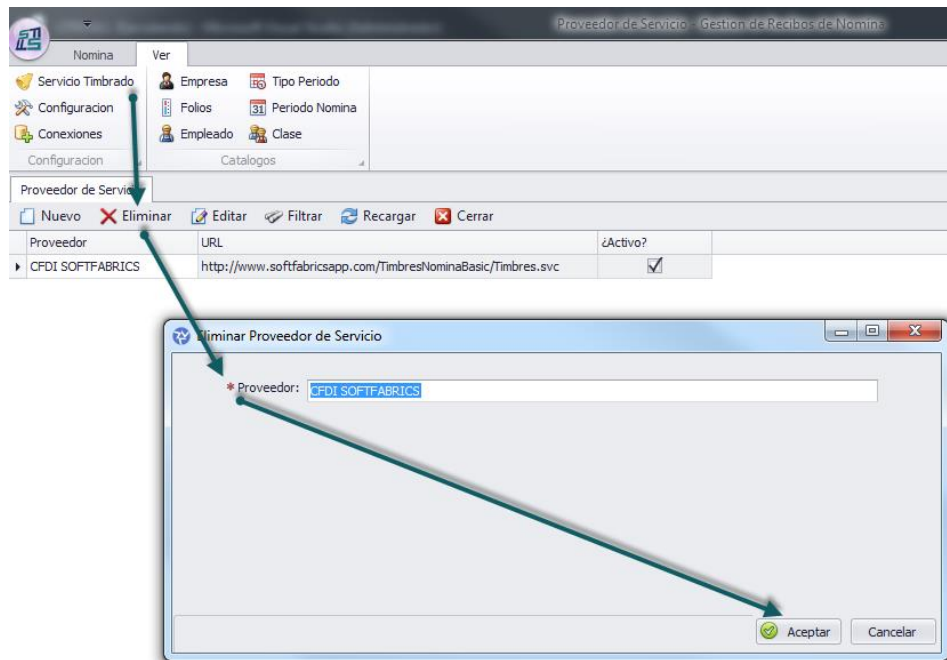 Proveedor de Servicio - Gestion de Recibos de Nomina
Nomina Ver
Servicio Timbrado Empresa Tipo Periodo
Configuracion Folios 31 Periodo Nomina
Conexiones Empleado Clase
Configuracion Catalogos
Proveedor de Servicio
Nuevo Eliminar Editar Filtrar Recargar Cerrar
Proveedor URL ¿Activo?
CFDI SOFTFABRICS http://www.softfabricsapp.com/TimbresNominaBasic/Timbres.svc
Eliminar Proveedor de Servicio
* Proveedor: CFDI SOFTFABRICS
Aceptar Cancelar